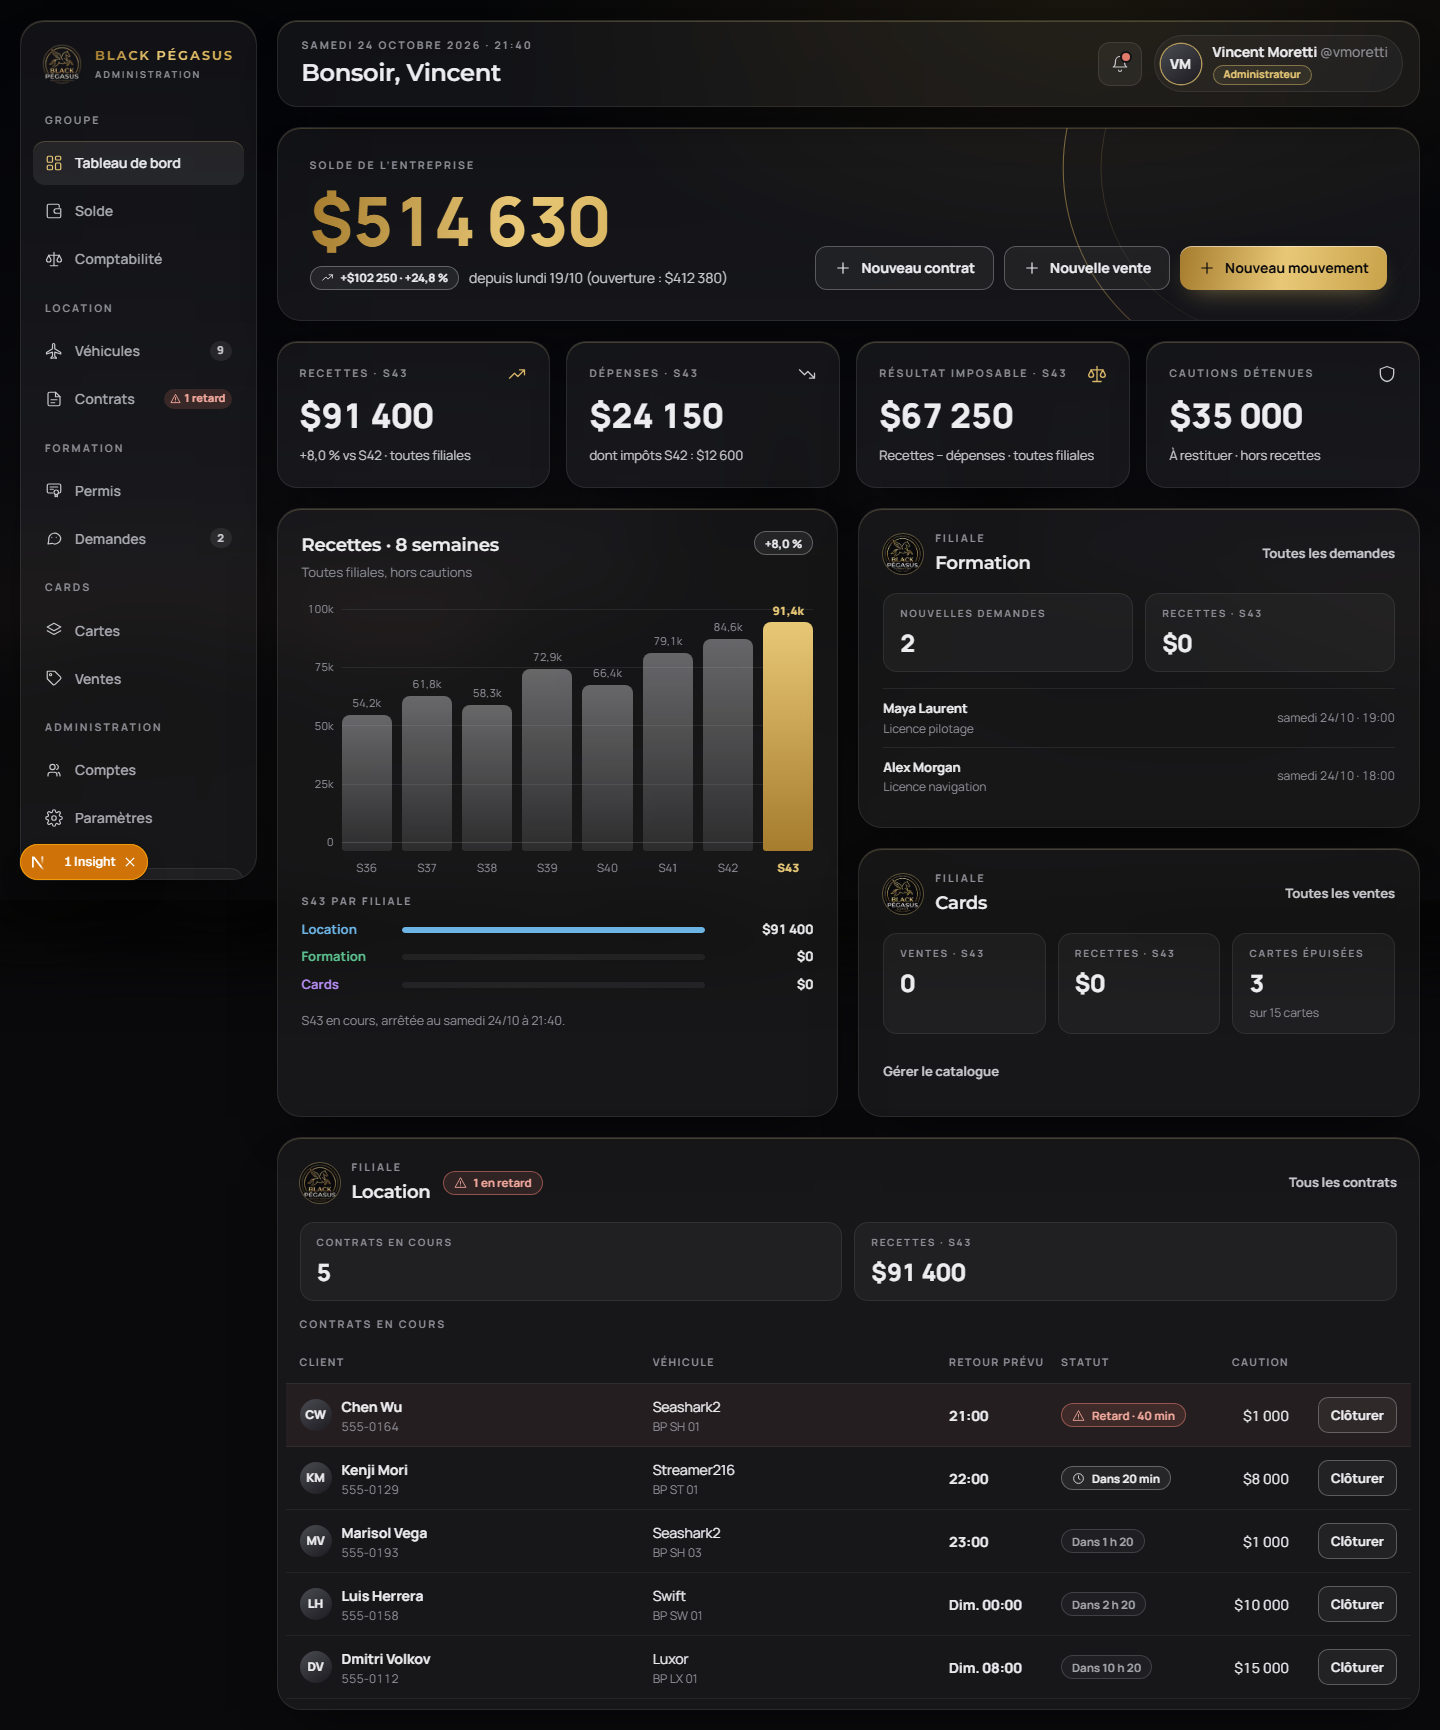 BLACK PÉGASUS
ADMINISTRATION
GROUPE
Tableau de bord
Solde
Comptabilité
LOCATION
Véhicules 9
Contrats 1 retard
FORMATION
Permis
Demandes 2
CARDS
Cartes
Ventes
ADMINISTRATION
Comptes
Paramètres
1 Insight
SAMEDI 24 OCTOBRE 2026 · 21:40
Bonsoir, Vincent
VM
Vincent Moretti @vmoretti
Administrateur
SOLDE DE L'ENTREPRISE
$514 630
+$102 250 · +24,8 % depuis lundi 19/10 (ouverture : $412 380)
Nouveau contrat
Nouvelle vente
Nouveau mouvement
RECETTES · S43
$91 400
+8,0 % vs S42 · toutes filiales
DÉPENSES · S43
$24 150
dont impôts S42 : $12 600
RÉSULTAT IMPOSABLE · S43
$67 250
Recettes − dépenses · toutes filiales
CAUTIONS DÉTENUES
$35 000
À restituer · hors recettes
Recettes · 8 semaines
+8,0 %
Toutes filiales, hors cautions
100k
75k
50k
25k
0
54,2k
61,8k
58,3k
72,9k
66,4k
79,1k
84,6k
91,4k
S36
S37
S38
S39
S40
S41
S42
S43
S43 PAR FILIALE
Location $91 400
Formation $0
Cards $0
S43 en cours, arrêtée au samedi 24/10 à 21:40.
BLACK
PÉGASUS
FILIALE
Formation
Toutes les demandes
NOUVELLES DEMANDES
2
RECETTES · S43
$0
Maya Laurent
Licence pilotage
samedi 24/10 · 19:00
Alex Morgan
Licence navigation
samedi 24/10 · 18:00
BLACK
PÉGASUS
FILIALE
Cards
Toutes les ventes
VENTES · S43
0
RECETTES · S43
$0
CARTES ÉPUISÉES
3
sur 15 cartes
Gérer le catalogue
BLACK
PÉGASUS
FILIALE
Location
1 en retard
Tous les contrats
CONTRATS EN COURS
5
RECETTES · S43
$91 400
CONTRATS EN COURS
CLIENT VÉHICULE RETOUR PRÉVU STATUT CAUTION
CW Chen Wu Seashark2 21:00 Retard · 40 min $1 000 Clôturer
555-0164 BP SH 01
KM Kenji Mori Streamer216 22:00 Dans 20 min $8 000 Clôturer
555-0129 BP ST 01
MV Marisol Vega Seashark2 23:00 Dans 1 h 20 $1 000 Clôturer
555-0193 BP SH 03
LH Luis Herrera Swift Dim. 00:00 Dans 2 h 20 $10 000 Clôturer
555-0158 BP SW 01
DV Dmitri Volkov Luxor Dim. 08:00 Dans 10 h 20 $15 000 Clôturer
555-0112 BP LX 01